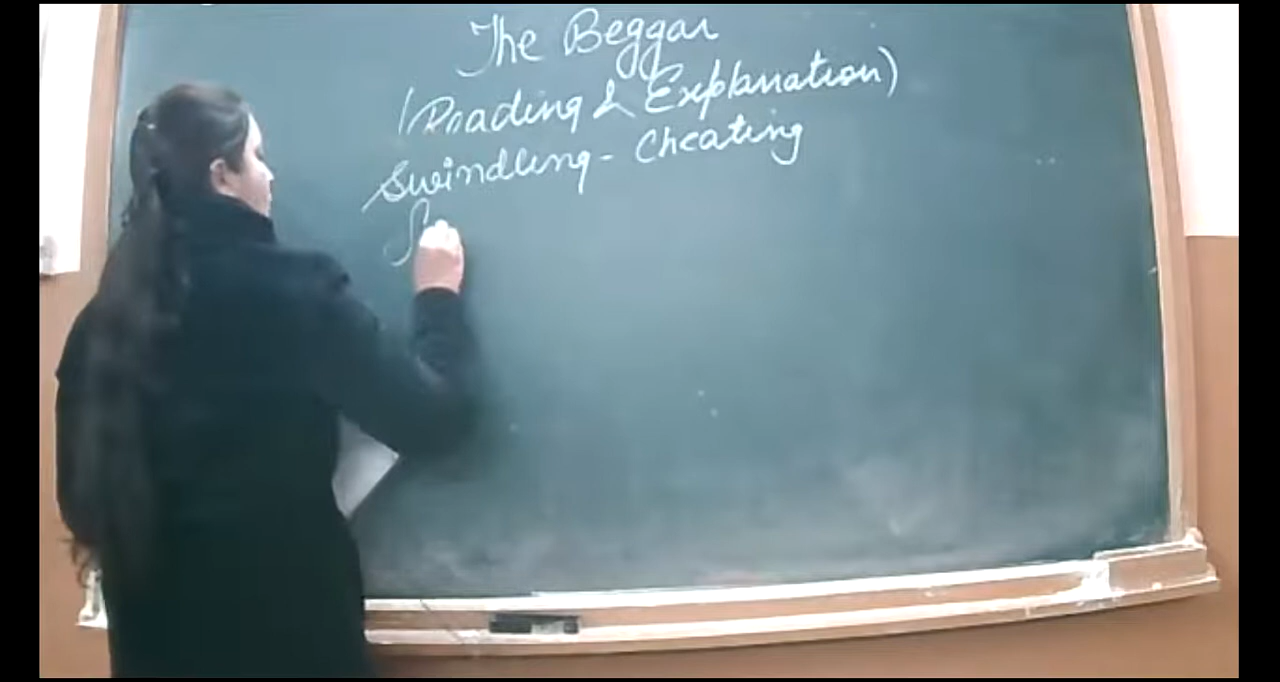 The Beggar
(Reading & Explanation)
Swindling - Cheating